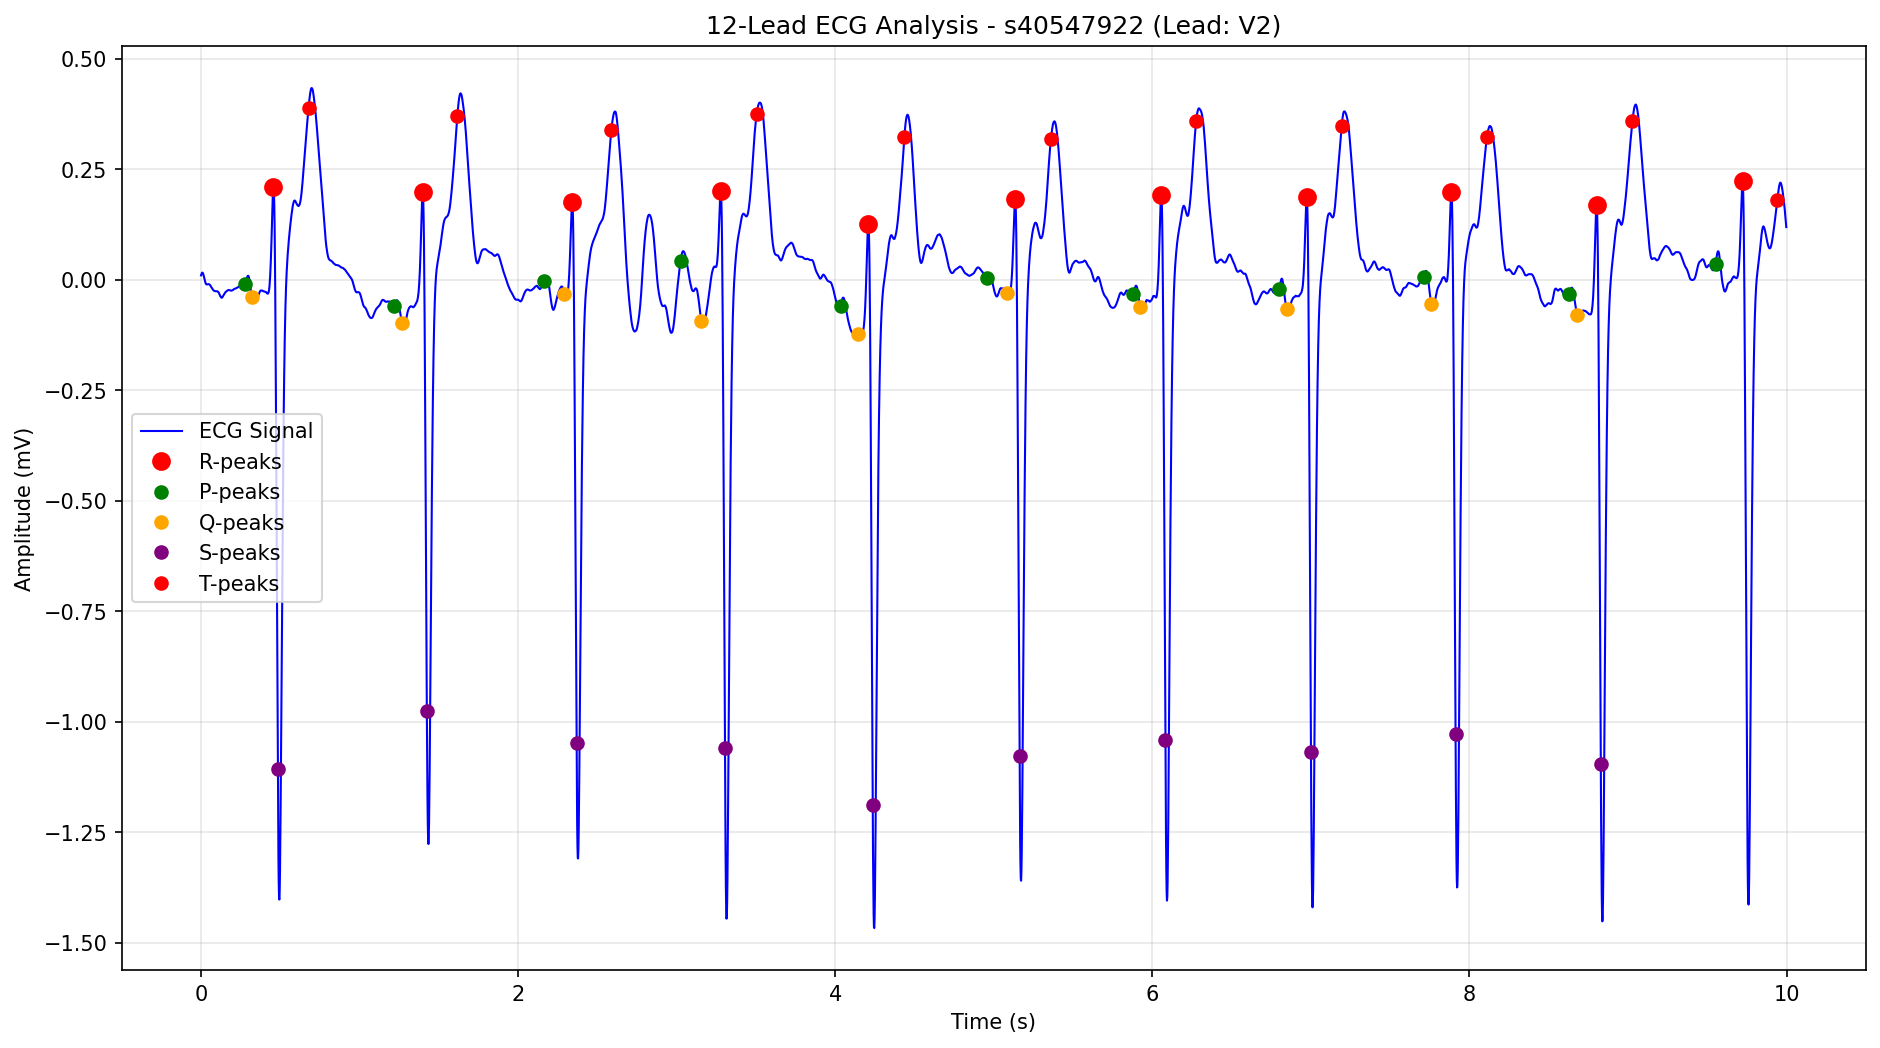 12-Lead ECG Analysis - s40547922 (Lead: V2)
0.50
0.25
0.00
−0.25
−0.50
−0.75
−1.00
−1.25
−1.50
Amplitude (mV)
ECG Signal
R-peaks
P-peaks
Q-peaks
S-peaks
T-peaks
0 2 4 6 8 10
Time (s)